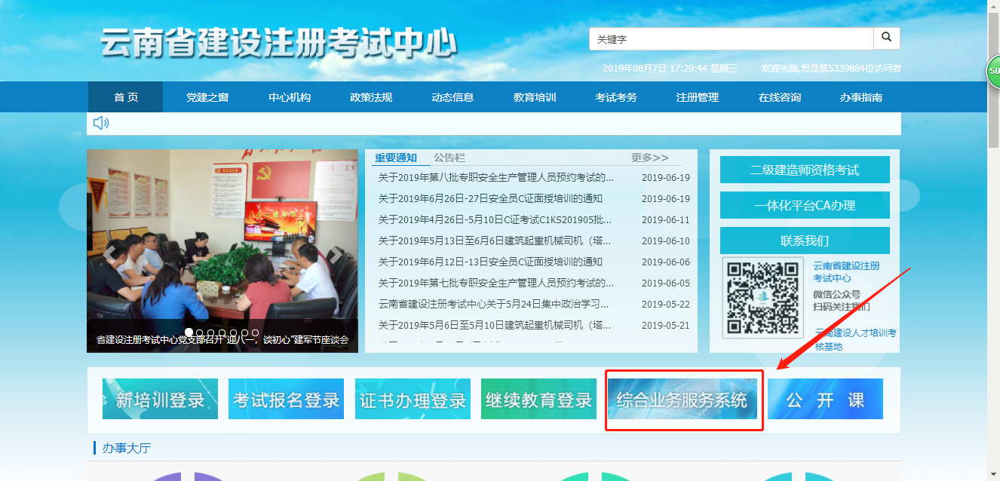 云南省建设注册考试中心
关键字
2019年08月7日 17:29:44 星期三 欢迎光临,您是第5339884位访问者
50
首 页 党建之窗 中心机构 政策法规 动态信息 教育培训 考试考务 注册管理 在线咨询 办事指南
省建设注册考试中心党支部召开“迎八一，谈初心”建军节座谈会
重要通知 公告栏 更多>>
关于2019年第八批专职安全生产管理人员预约考试的... 2019-06-19
关于2019年6月26日-27日安全员C证面授培训的通知 2019-06-19
关于2019年4月26日-5月10日C证考试C1KS201905批... 2019-06-11
关于2019年5月13日至6月6日建筑起重机械司机（塔... 2019-06-10
关于2019年6月12日-13日安全员C证面授培训的通知 2019-06-06
关于2019年第七批专职安全生产管理人员预约考试的... 2019-06-05
云南省建设注册考试中心关于5月24日集中政治学习... 2019-05-22
关于2019年5月6日至5月10日建筑起重机械司机（塔... 2019-05-21
二级建造师资格考试
一体化平台CA办理
联系我们
云南省建设注册
考试中心
微信公众号
扫码关注我们
云南建设人才培训考
核基地
新培训登录 考试报名登录 证书办理登录 继续教育登录 综合业务服务系统 公 开 课
办事大厅